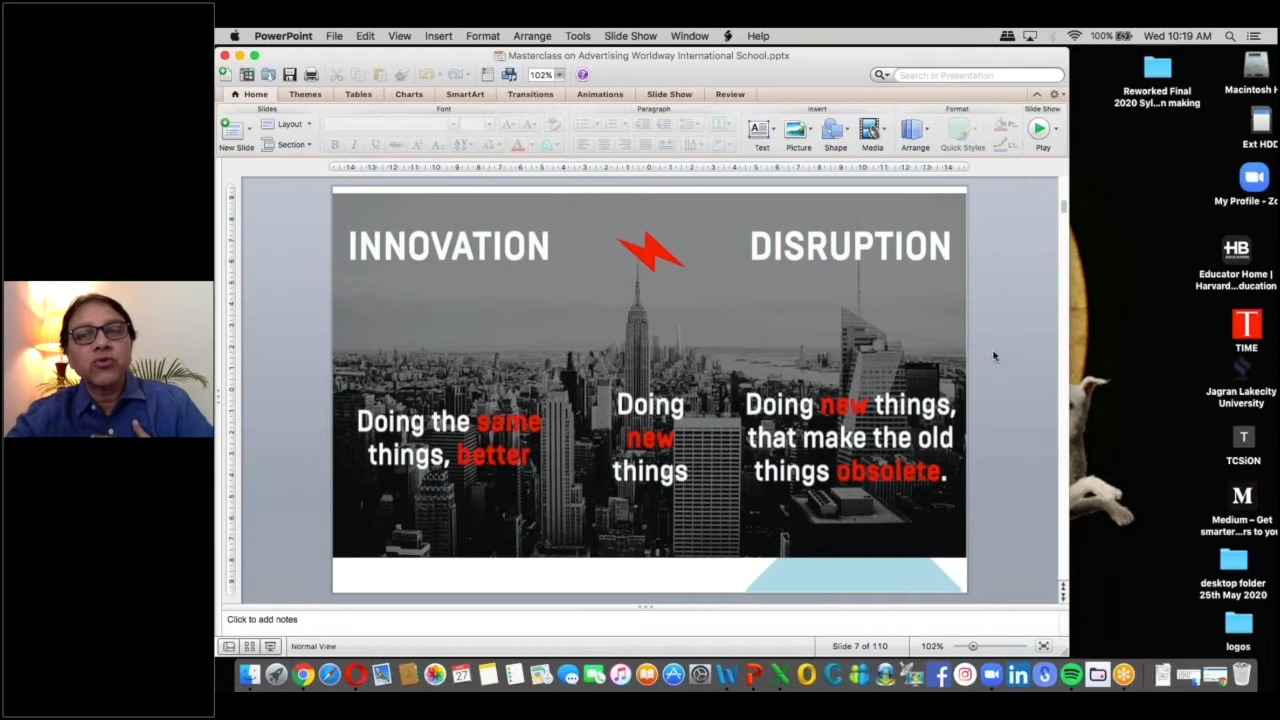 PowerPoint File Edit View Insert Format Arrange Tools Slide Show Window Help
100% Wed 10:19 AM
Masterclass on Advertising Worldway International School.pptx
102%
Search in Presentation
Home Themes Tables Charts SmartArt Transitions Animations Slide Show Review
Slides Font Paragraph Insert Format Slide Show
New Slide
Layout
Section
B I U ABC
Text Picture Shape Media Arrange Quick Styles Play
INNOVATION
DISRUPTION
Doing the same
things, better
Doing
new
things
Doing new things,
that make the old
things obsolete.
Click to add notes
Normal View
Slide 7 of 110
102%
Reworked Final
2020 Syl...n making
Macintosh H
Ext HDD
My Profile - Zo
HB
Educator Home |
Harvard...ducation
T
TIME
Jagran Lakecity
University
T
TCSiON
M
Medium – Get
smarter...rs to you
desktop folder
25th May 2020
logos
27